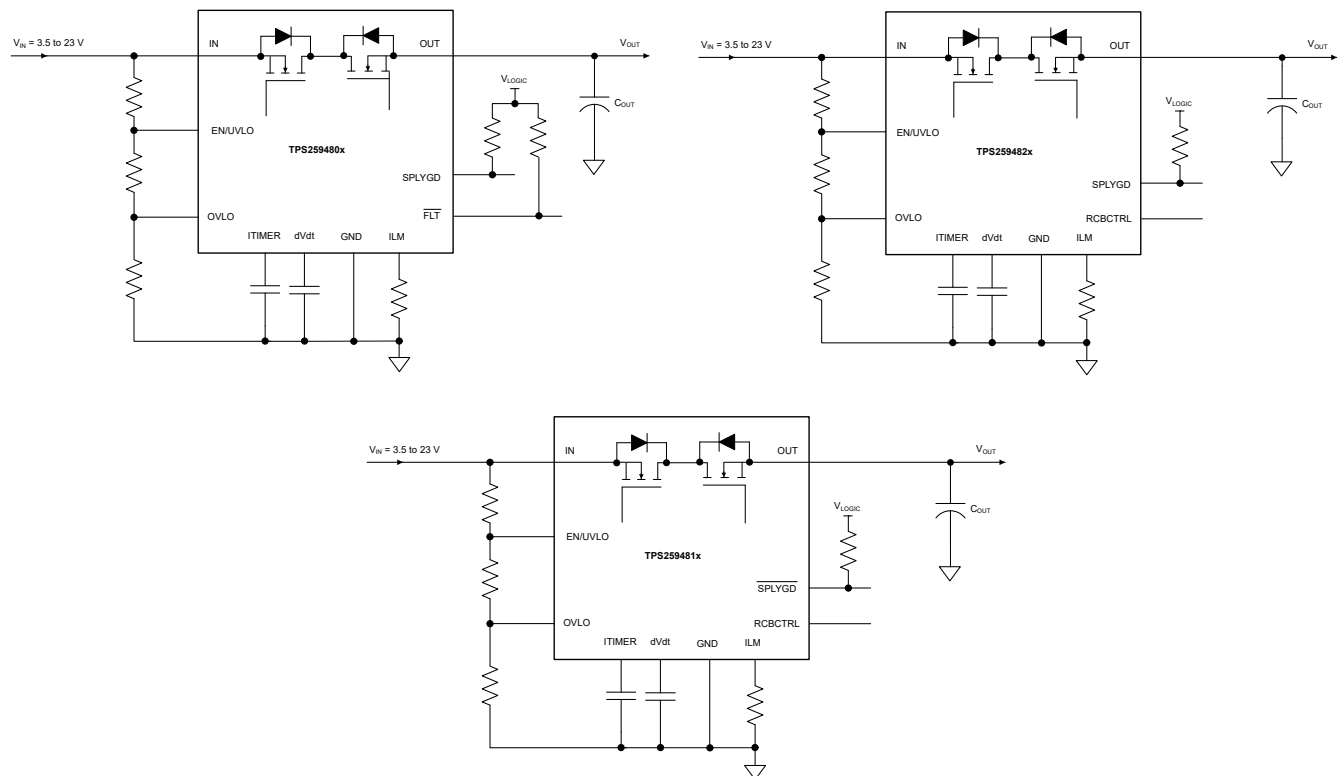 V_IN = 3.5 to 23 V
IN
OUT
V_OUT
V_LOGIC
C_OUT
EN/UVLO
TPS259480x
SPLYGD
OVLO
F̅L̅T̅
ITIMER
dVdt
GND
ILM
V_IN = 3.5 to 23 V
IN
OUT
V_OUT
V_LOGIC
C_OUT
EN/UVLO
TPS259482x
SPLYGD
OVLO
RCBCTRL
ITIMER
dVdt
GND
ILM
V_IN = 3.5 to 23 V
IN
OUT
V_OUT
V_LOGIC
C_OUT
EN/UVLO
TPS259481x
S̅P̅L̅Y̅G̅D̅
OVLO
RCBCTRL
ITIMER
dVdt
GND
ILM